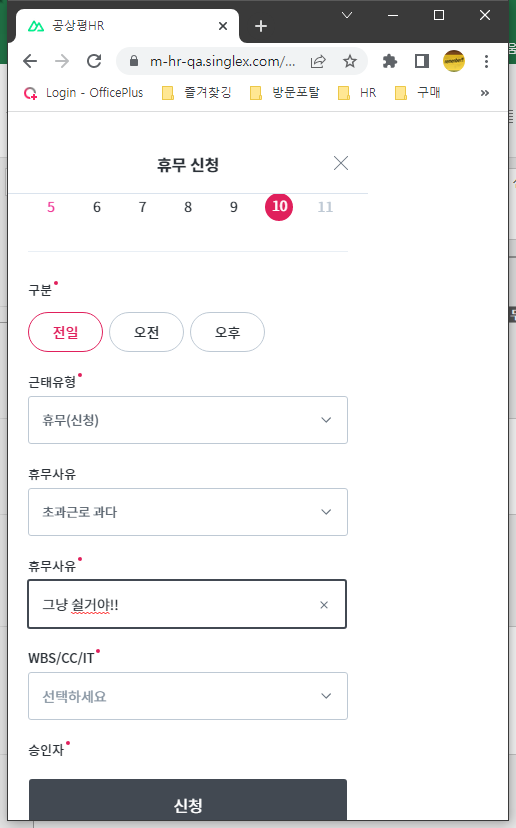 공상평HR
m-hr-qa.singlex.com/...
Login - OfficePlus 즐겨찾깅 방문포탈 HR 구매 »
휴무 신청
5 6 7 8 9 10 11
구분
전일 오전 오후
근태유형
휴무(신청)
휴무사유
초과근로 과다
휴무사유
그냥 쉴거야!!
WBS/CC/IT
선택하세요
승인자
신청